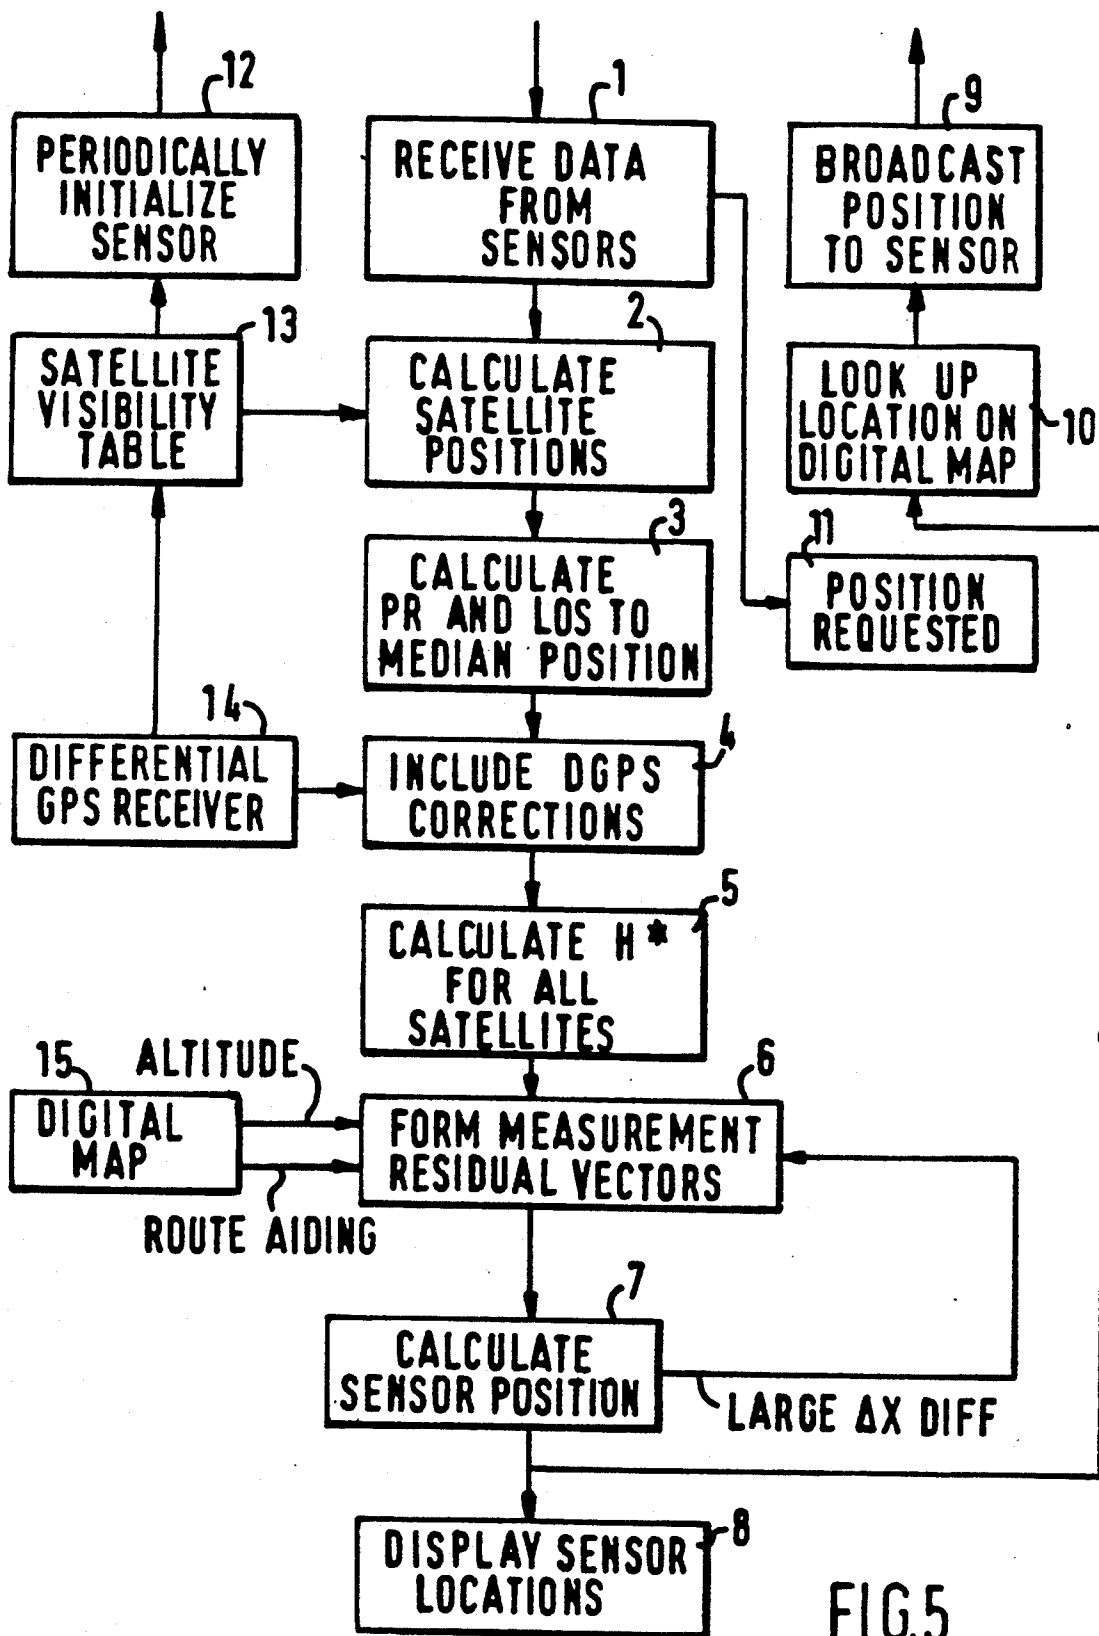 12
PERIODICALLY
INITIALIZE
SENSOR
1
RECEIVE DATA
FROM
SENSORS
9
BROADCAST
POSITION
TO SENSOR
13
SATELLITE
VISIBILITY
TABLE
2
CALCULATE
SATELLITE
POSITIONS
LOOK UP
LOCATION ON
DIGITAL MAP
10
3
CALCULATE
PR AND LOS TO
MEDIAN POSITION
11
POSITION
REQUESTED
14
DIFFERENTIAL
GPS RECEIVER
4
INCLUDE DGPS
CORRECTIONS
5
CALCULATE H*
FOR ALL
SATELLITES
15
DIGITAL
MAP
ALTITUDE
ROUTE AIDING
6
FORM MEASUREMENT
RESIDUAL VECTORS
7
CALCULATE
SENSOR POSITION
LARGE ΔX DIFF
8
DISPLAY SENSOR
LOCATIONS
FIG.5